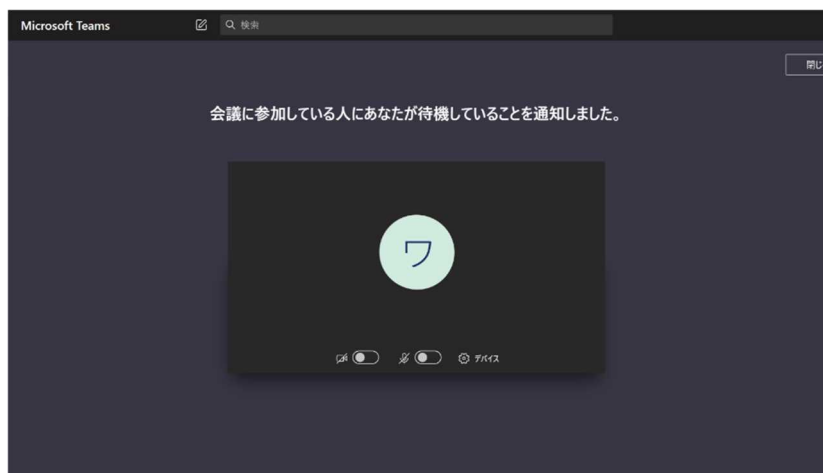 Microsoft Teams
検索
閉じ
会議に参加している人にあなたが待機していることを通知しました。
ワ
デバイス